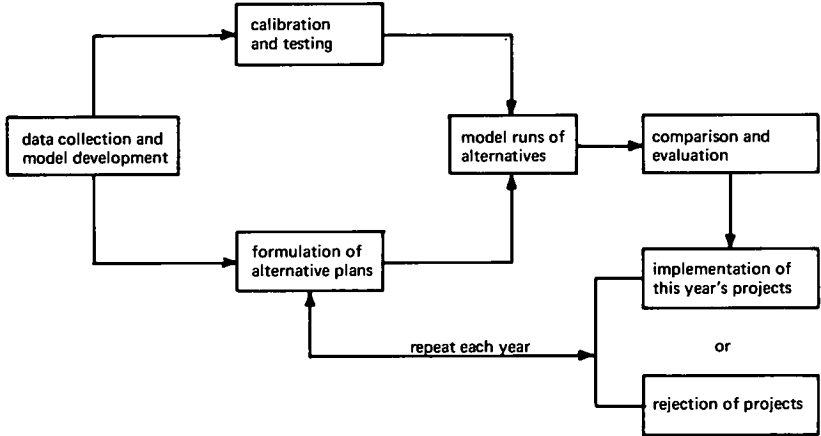 calibration
and testing
data collection and
model development
model runs of
alternatives
comparison and
evaluation
formulation of
alternative plans
implementation of
this year's projects
repeat each year
or
rejection of projects